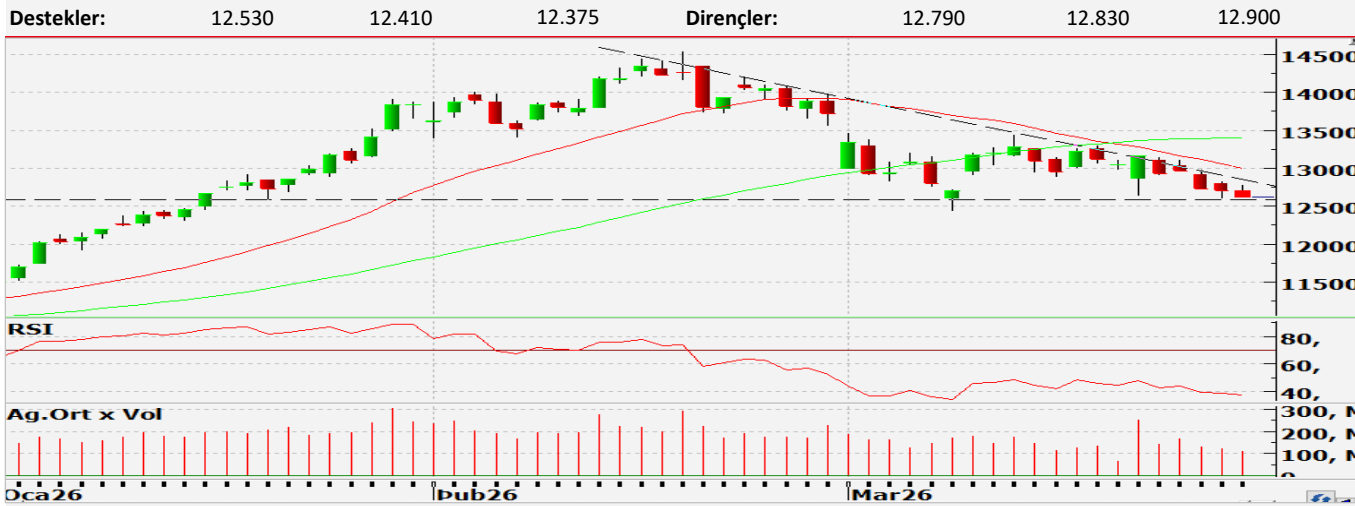 Destekler: 12.530 12.410 12.375 Dirençler: 12.790 12.830 12.900
14500
14000
13500
13000
12500
12000
11500
RSI
80,
60,
40,
Ag.Ort x Vol
300, M
200, M
100, M
0
Oca26 Þub26 Mar26